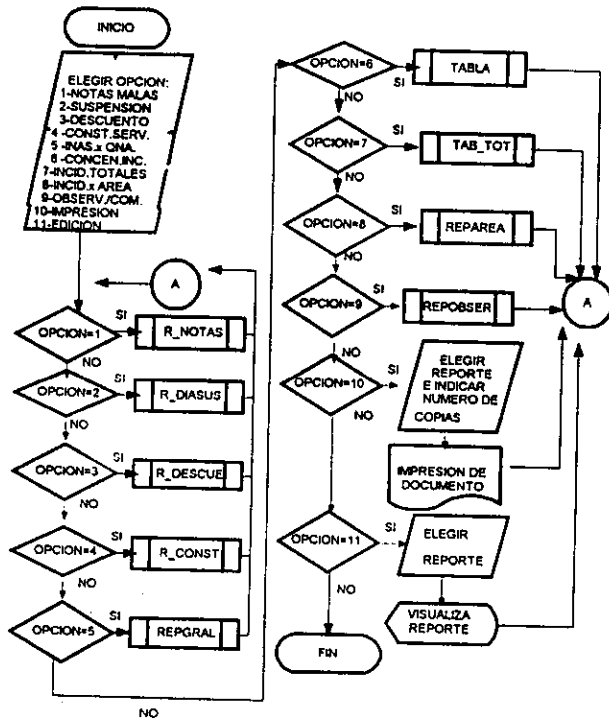 INICIO
ELEGIR OPCION:
1-NOTAS MALAS
2-SUSPENSION
3-DESCUENTO
4-CONST.SERV.
5-INAS.x QNA.
6-CONCEN.INC.
7-INCID.TOTALES
8-INCID.x AREA
9-OBSERV./COM.
10-IMPRESION
11-EDICION
A
OPCION=1
SI
R_NOTAS
NO
OPCION=2
SI
R_DIASUS
NO
OPCION=3
SI
R_DESCUE
NO
OPCION=4
SI
R_CONST
NO
OPCION=5
SI
REPGRAL
NO
OPCION=6
SI
TABLA
NO
OPCION=7
SI
TAB_TOT
NO
OPCION=8
SI
REPAREA
NO
OPCION=9
SI
REPOBSER
A
NO
OPCION=10
SI
ELEGIR
REPORTE
E INDICAR
NUMERO DE
COPIAS
NO
IMPRESION DE
DOCUMENTO
OPCION=11
SI
ELEGIR
REPORTE
NO
VISUALIZA
REPORTE
FIN